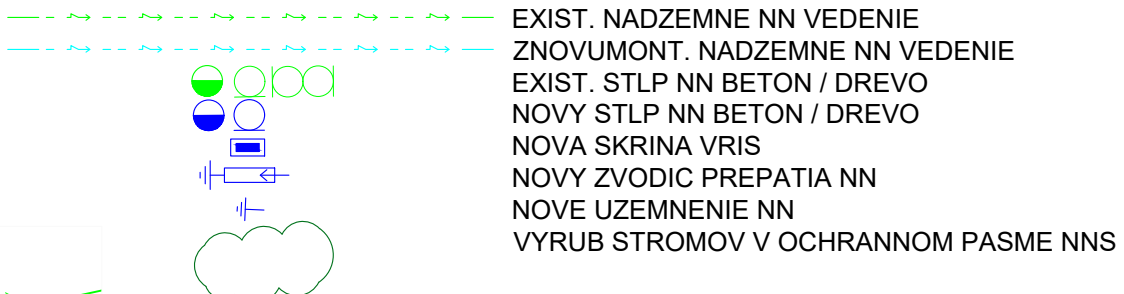 EXIST. NADZEMNE NN VEDENIE
ZNOVUMONT. NADZEMNE NN VEDENIE
EXIST. STLP NN BETON / DREVO
NOVY STLP NN BETON / DREVO
NOVA SKRINA VRIS
NOVY ZVODIC PREPATIA NN
NOVE UZEMNENIE NN
VYRUB STROMOV V OCHRANNOM PASME NNS